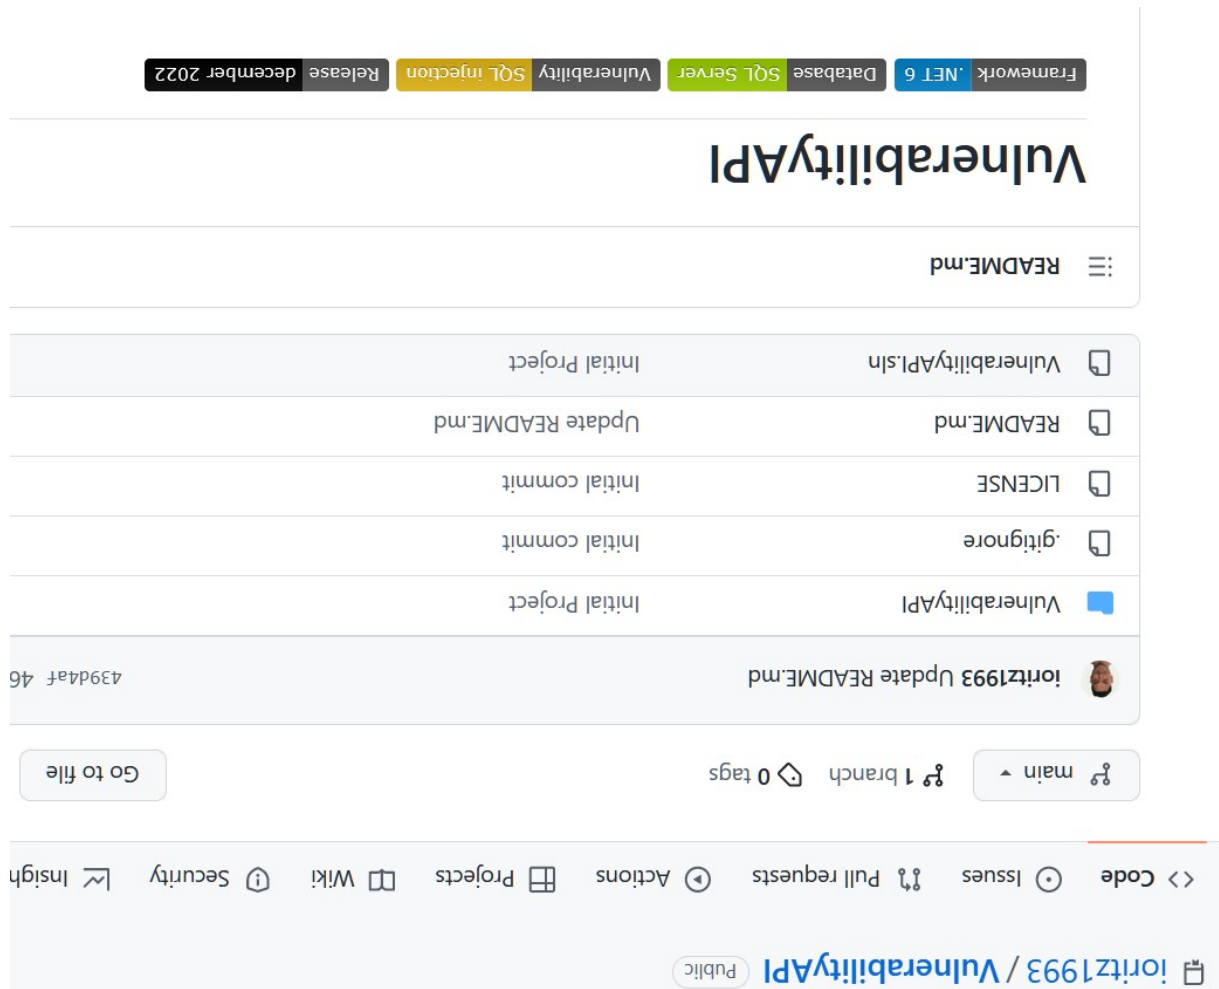 ioritz1993 / VulnerabilityAPI Public
Code Issues Pull requests Actions Projects Wiki Security Insigh
main 1 branch 0 tags Go to file
ioritz1993 Update README.md 439d4af 46
VulnerabilityAPI Initial Project
.gitignore Initial commit
LICENSE Initial commit
README.md Update README.md
VulnerabilityAPI.sln Initial Project
README.md
VulnerabilityAPI
Framework .NET 6 Database SQL Server Vulnerability SQL injection Release december 2022